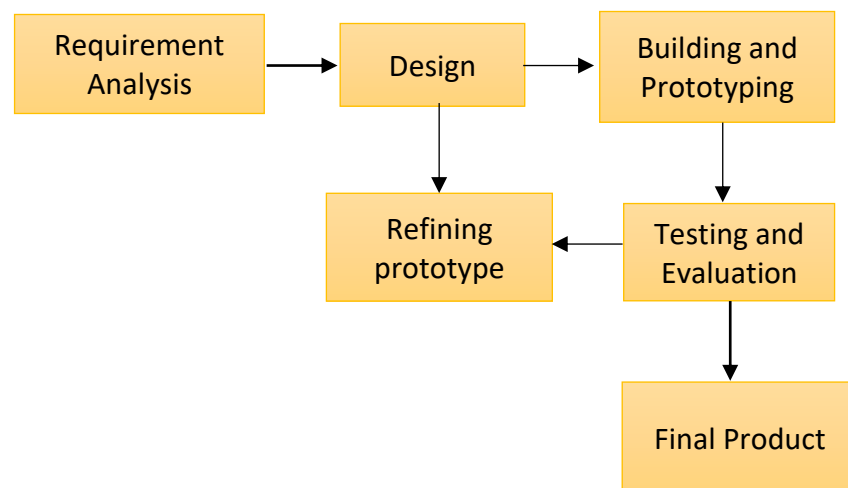 Requirement
Analysis
Design
Building and
Prototyping
Refining
prototype
Testing and
Evaluation
Final Product